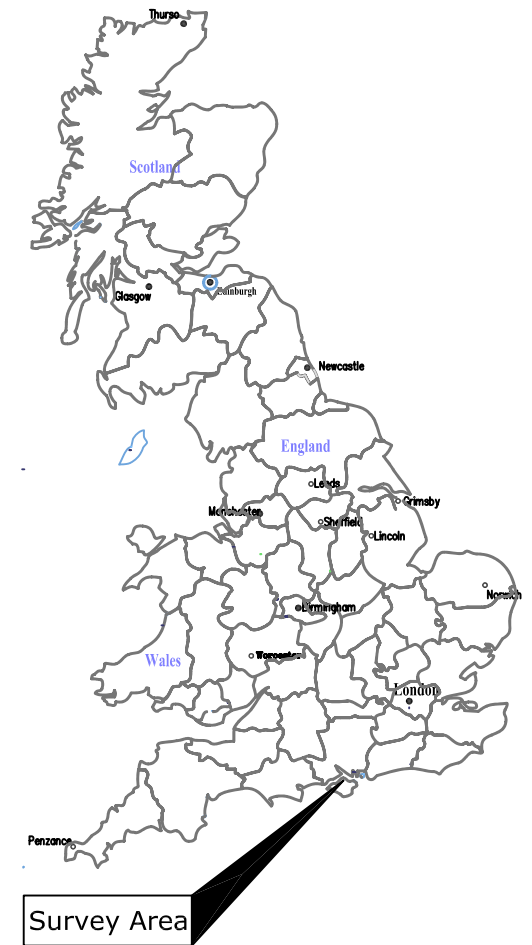 Thurso
Scotland
Edinburgh
Glasgow
Newcastle
England
Leeds
Grimsby
Manchester
Sheffield
Lincoln
Norwich
Birmingham
Wales
Worcester
London
Penzance
Survey Area